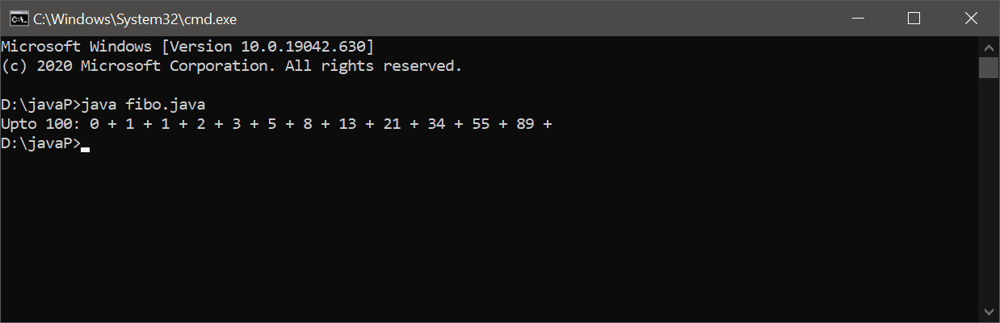 C:\Windows\System32\cmd.exe
Microsoft Windows [Version 10.0.19042.630]
(c) 2020 Microsoft Corporation. All rights reserved.
D:\javaP>java fibo.java
Upto 100: 0 + 1 + 1 + 2 + 3 + 5 + 8 + 13 + 21 + 34 + 55 + 89 +
D:\javaP>